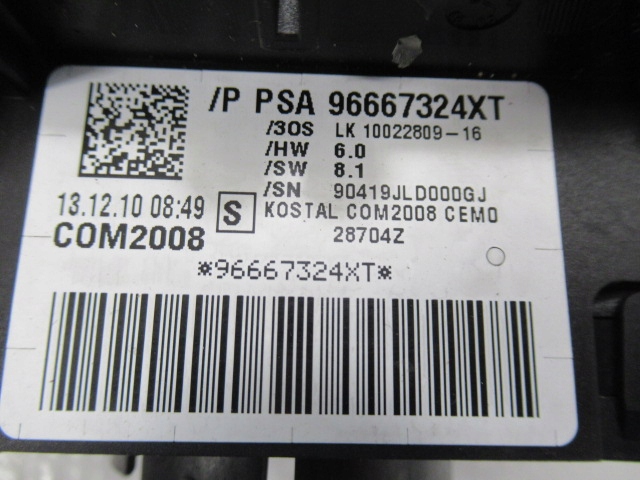 /P PSA 96667324XT
/3OS LK 10022809-16
/HW 6.0
/SW 8.1
/SN 90419JLD000GJ
13.12.10 08:49 S KOSTAL COM2008 CEM0
COM2008 28704Z
*96667324XT*